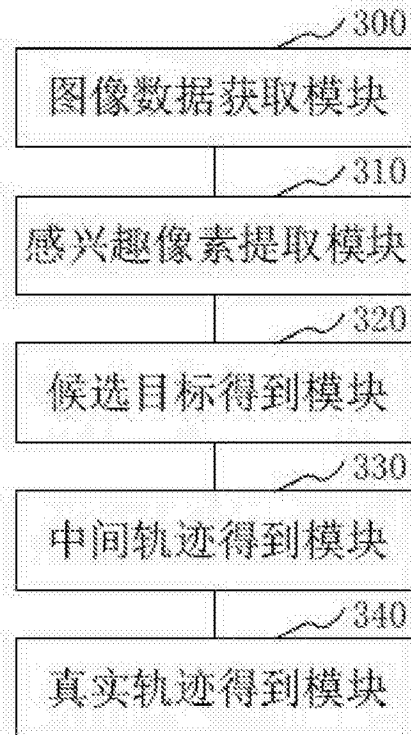 300
图像数据获取模块
310
感兴趣像素提取模块
320
候选目标得到模块
330
中间轨迹得到模块
340
真实轨迹得到模块